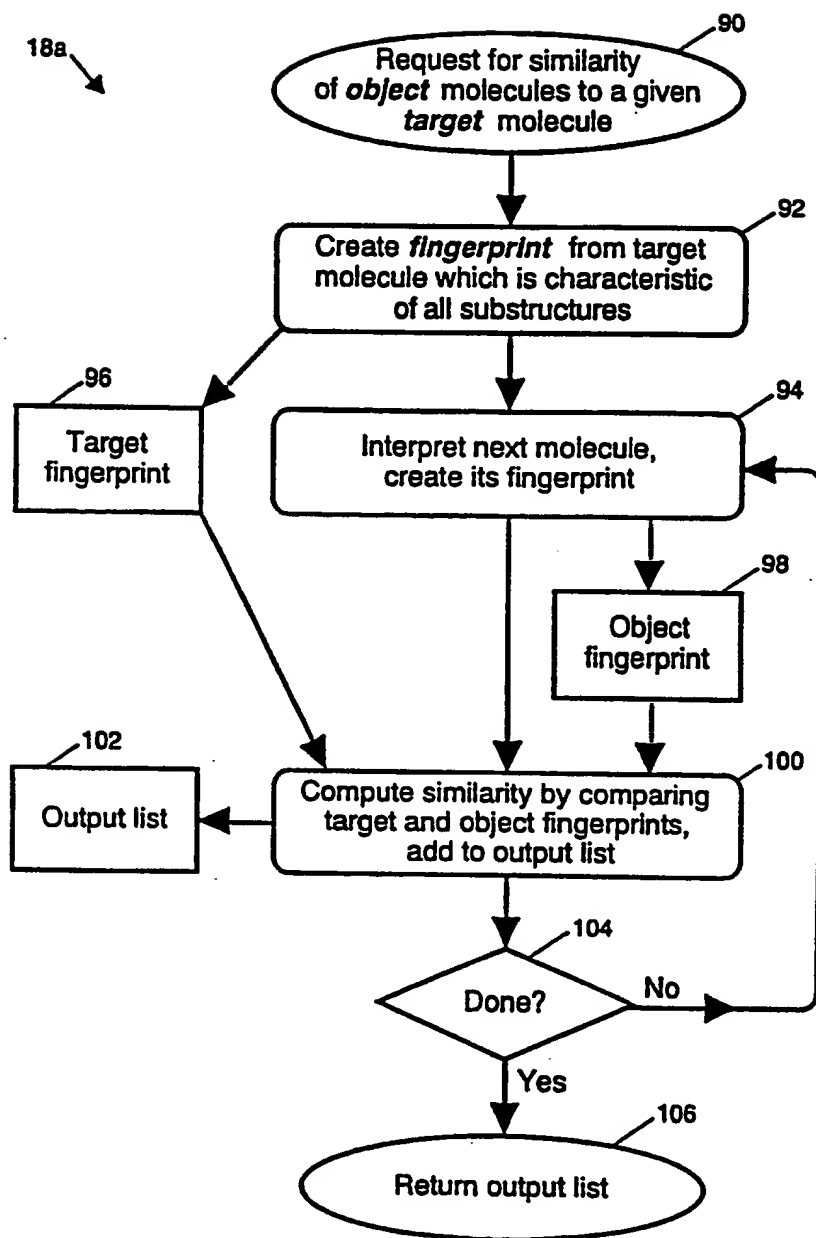 18a
90
Request for similarity
of object molecules to a given
target molecule
92
Create fingerprint from target
molecule which is characteristic
of all substructures
96
Target
fingerprint
94
Interpret next molecule,
create its fingerprint
98
Object
fingerprint
102
Output list
100
Compute similarity by comparing
target and object fingerprints,
add to output list
104
Done?
No
Yes
106
Return output list